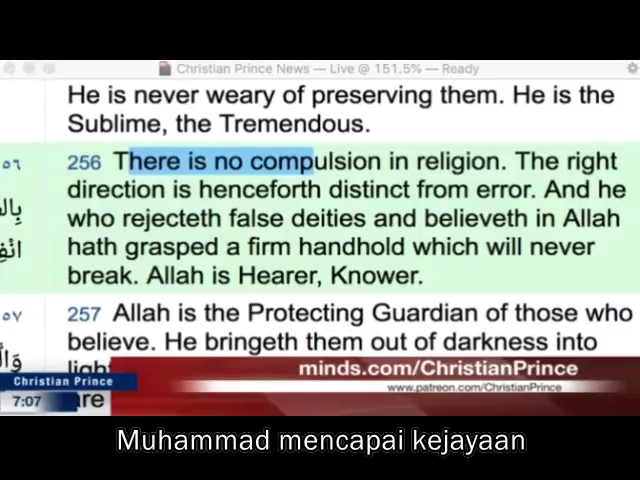 Christian Prince News — Live @ 151.5% — Ready
He is never weary of preserving them. He is the
Sublime, the Tremendous.
٥٦
256 There is no compulsion in religion. The right
direction is henceforth distinct from error. And he
who rejecteth false deities and believeth in Allah
hath grasped a firm handhold which will never
break. Allah is Hearer, Knower.
٥٧
257 Allah is the Protecting Guardian of those who
believe. He bringeth them out of darkness into
minds.com/ChristianPrince
Christian Prince
www.patreon.com/ChristianPrince
7:07
are
Muhammad mencapai kejayaan